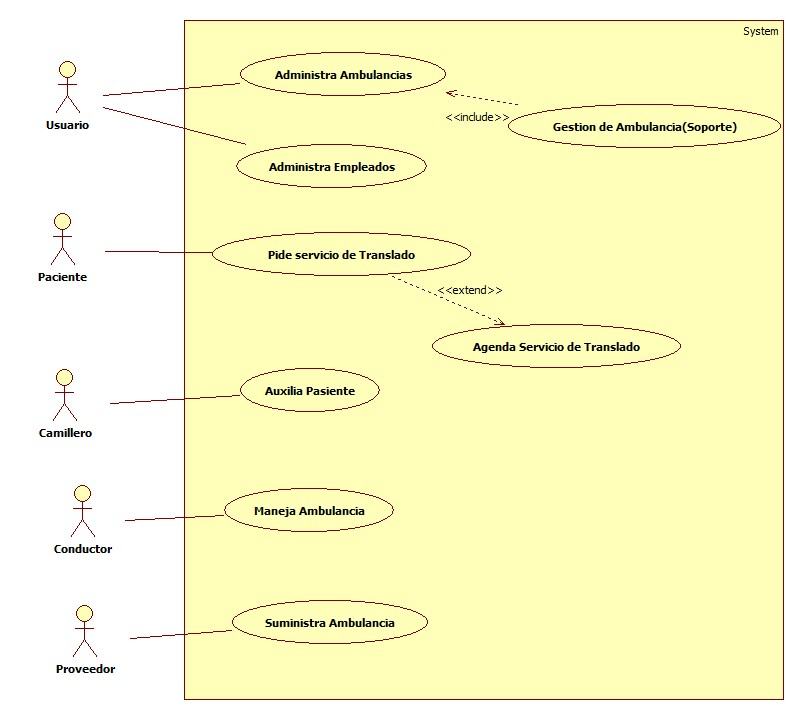 System
Administra Ambulancias
Usuario
<<include>>
Gestion de Ambulancia(Soporte)
Administra Empleados
Pide servicio de Translado
Paciente
<<extend>>
Agenda Servicio de Translado
Auxilia Pasiente
Camillero
Maneja Ambulancia
Conductor
Suministra Ambulancia
Proveedor